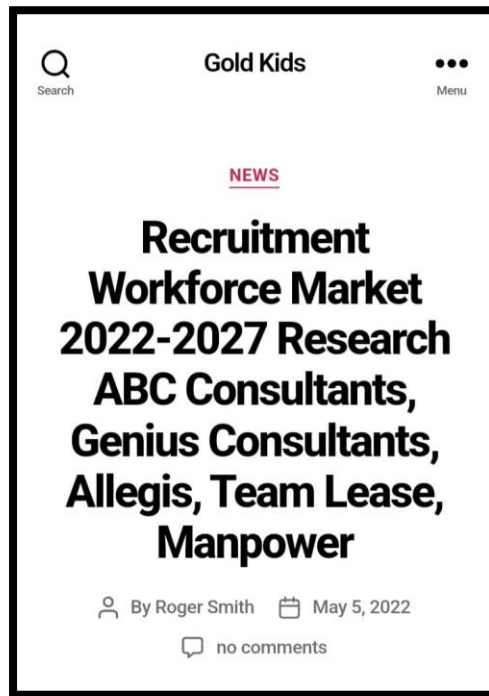 Gold Kids
Search
Menu
NEWS
Recruitment
Workforce Market
2022-2027 Research
ABC Consultants,
Genius Consultants,
Allegis, Team Lease,
Manpower
By Roger Smith May 5, 2022
no comments